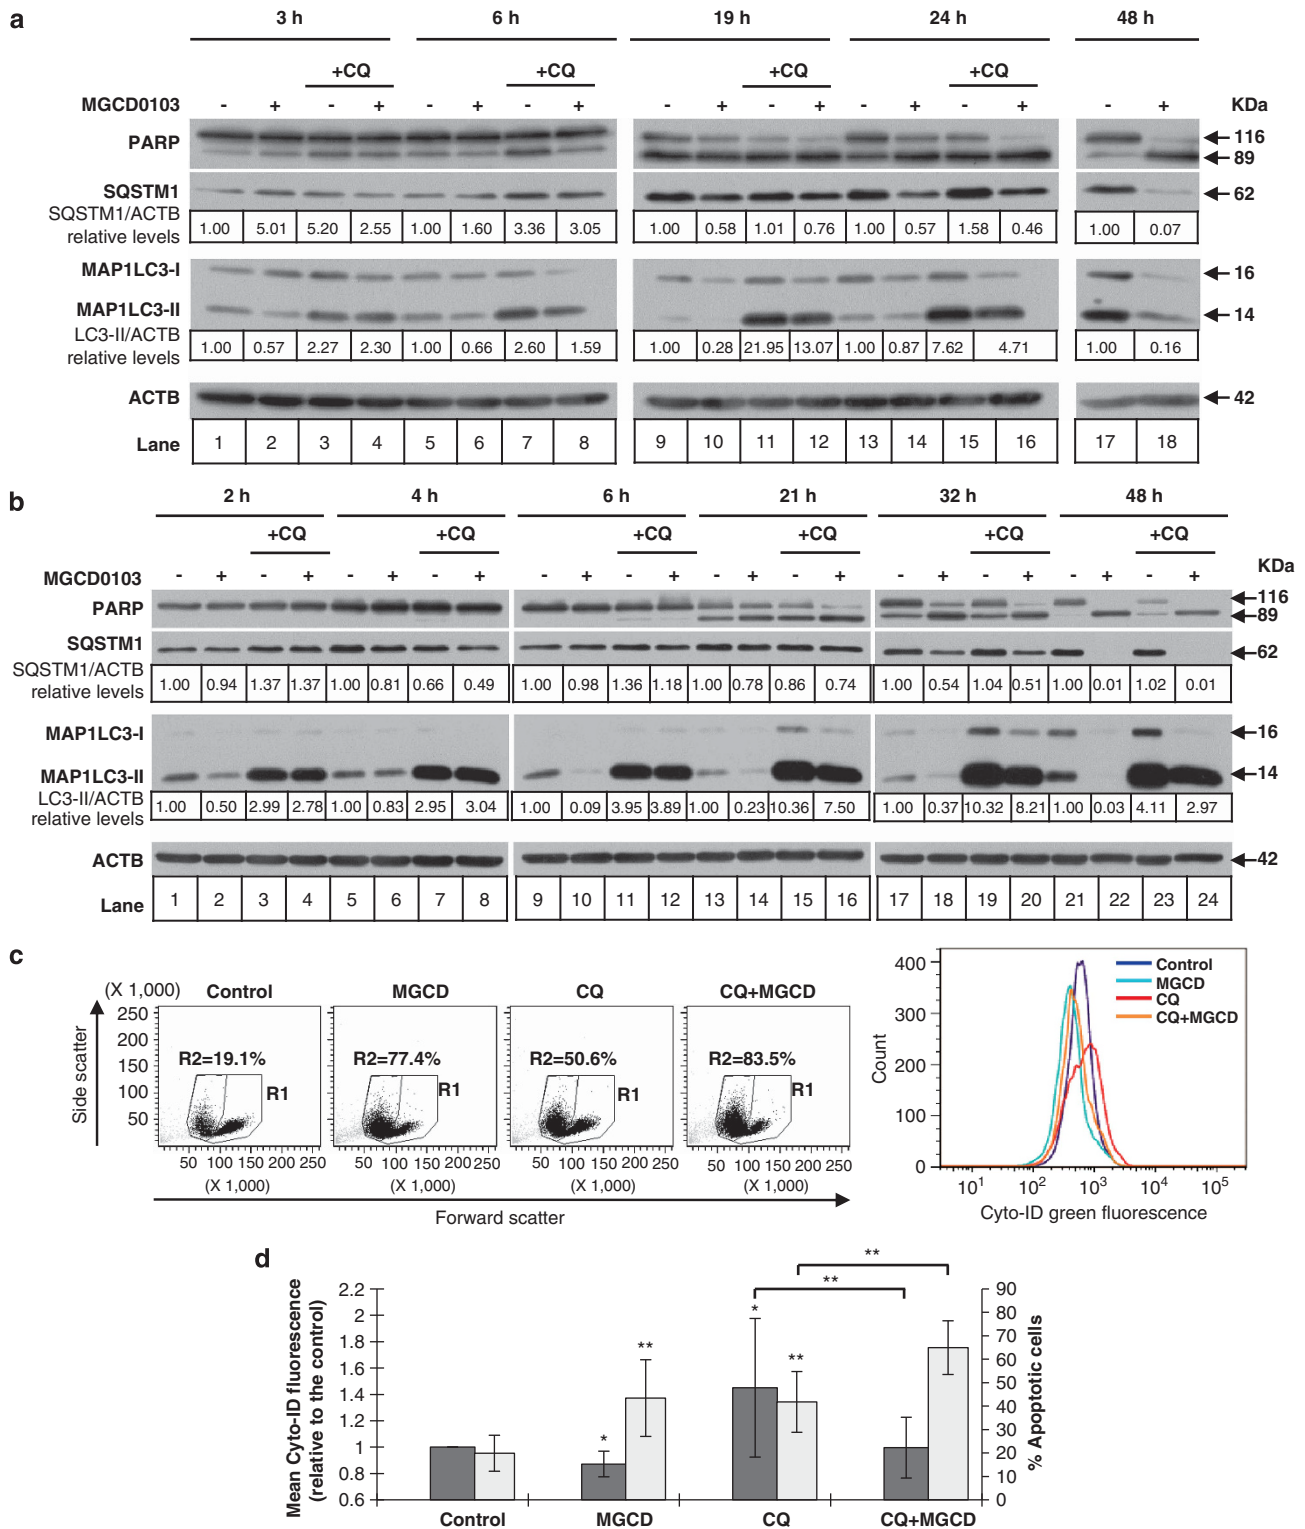 a
3 h 6 h 19 h 24 h 48 h
+CQ +CQ +CQ +CQ
MGCD0103 - + - + - + - + - + - + - + - + - + KDa
PARP 116
89
SQSTM1 62
SQSTM1/ACTB
relative levels
1.00 5.01 5.20 2.55 1.00 1.60 3.36 3.05 1.00 0.58 1.01 0.76 1.00 0.57 1.58 0.46 1.00 0.07
MAP1LC3-I 16
MAP1LC3-II 14
LC3-II/ACTB
relative levels
1.00 0.57 2.27 2.30 1.00 0.66 2.60 1.59 1.00 0.28 21.95 13.07 1.00 0.87 7.62 4.71 1.00 0.16
ACTB 42
Lane 1 2 3 4 5 6 7 8 9 10 11 12 13 14 15 16 17 18
b
2 h 4 h 6 h 21 h 32 h 48 h
+CQ +CQ +CQ +CQ +CQ +CQ
KDa
MGCD0103 - + - + - + - + - + - + - + - + - + - + - + - +
PARP 116
89
SQSTM1 62
SQSTM1/ACTB
relative levels
1.00 0.94 1.37 1.37 1.00 0.81 0.66 0.49 1.00 0.98 1.36 1.18 1.00 0.78 0.86 0.74 1.00 0.54 1.04 0.51 1.00 0.01 1.02 0.01
MAP1LC3-I 16
MAP1LC3-II 14
LC3-II/ACTB
relative levels
1.00 0.50 2.99 2.78 1.00 0.83 2.95 3.04 1.00 0.09 3.95 3.89 1.00 0.23 10.36 7.50 1.00 0.37 10.32 8.21 1.00 0.03 4.11 2.97
ACTB 42
Lane 1 2 3 4 5 6 7 8 9 10 11 12 13 14 15 16 17 18 19 20 21 22 23 24
c
(X 1,000) Control MGCD CQ CQ+MGCD
Side scatter
250
200
150
100
50
R2=19.1% R2=77.4% R2=50.6% R2=83.5%
R1 R1 R1 R1
50 100 150 200 250 50 100 150 200 250 50 100 150 200 250 50 100 150 200 250
(X 1,000) (X 1,000) (X 1,000) (X 1,000)
Forward scatter
Count
400
300
200
100
0
Control
MGCD
CQ
CQ+MGCD
10¹ 10² 10³ 10⁴ 10⁵
Cyto-ID green fluorescence
d
Mean Cyto-ID fluorescence
(relative to the control)
2.2
2
1.8
1.6
1.4
1.2
1
0.8
0.6
* ** * ** ** **
90
80
70
60
50
40
30
20
10
0
% Apoptotic cells
Control MGCD CQ CQ+MGCD